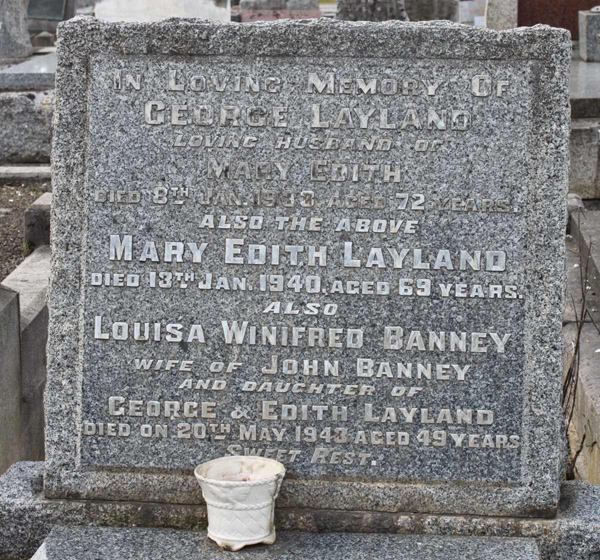 IN LOVING MEMORY OF
GEORGE LAYLAND
LOVING HUSBAND OF
MARY EDITH
DIED 8TH JAN. 1933 AGED 72 YEARS.
ALSO THE ABOVE
MARY EDITH LAYLAND
DIED 13TH JAN. 1940. AGED 69 YEARS.
ALSO
LOUISA WINIFRED BANNEY
WIFE OF JOHN BANNEY
AND DAUGHTER OF
GEORGE & EDITH LAYLAND
DIED ON 20TH MAY 1943 AGED 49 YEARS
SWEET REST.